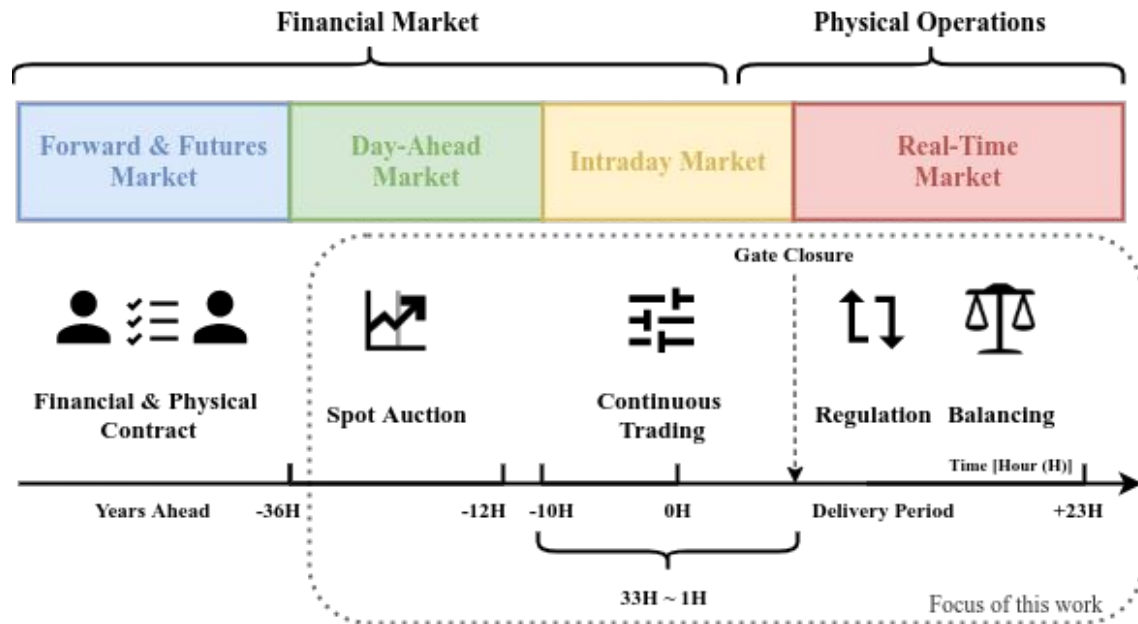 Financial Market
Physical Operations
Forward & Futures
Market
Day-Ahead
Market
Intraday Market
Real-Time
Market
Gate Closure
Financial & Physical
Contract
Spot Auction
Continuous
Trading
Regulation
Balancing
Time [Hour (H)]
Years Ahead
-36H
-12H
-10H
0H
Delivery Period
+23H
33H ~ 1H
Focus of this work